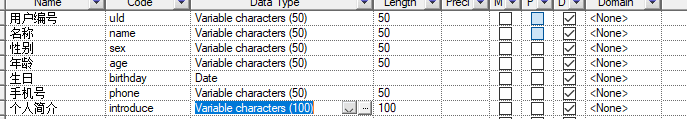 Name Code Data Type Length Preci M P D Domain
用户编号 uId Variable characters (50) 50 <None>
名称 name Variable characters (50) 50 <None>
性别 sex Variable characters (50) 50 <None>
年龄 age Variable characters (50) 50 <None>
生日 birthday Date <None>
手机号 phone Variable characters (50) 50 <None>
个人简介 introduce Variable characters (100) ... 100 <None>